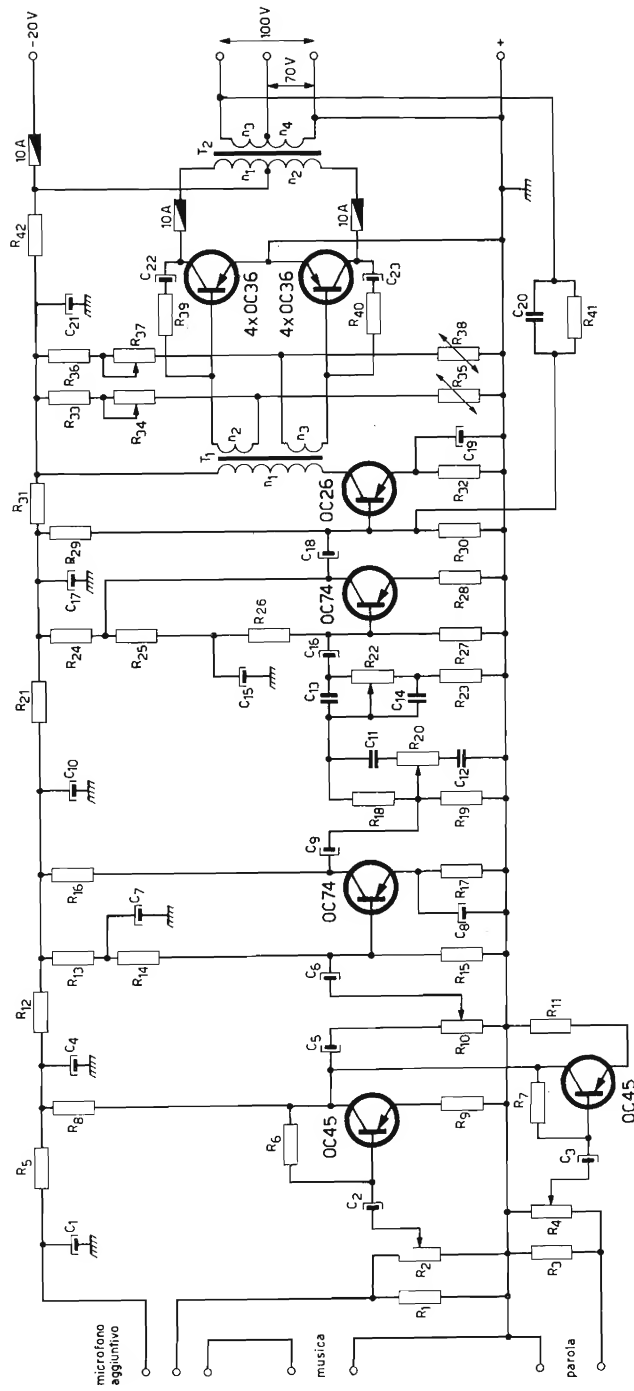 -20V
10A
R42
C21
R36
R37
R33
R34
R39
C22
4xOC36
4xOC36
R40
C23
10A
10A
T2
n1
n2
n3
n4
100V
70V
+
R31
R29
T1
n1
n2
n3
OC26
R38
R35
C19
R32
C20
R41
R21
C17
R24
R25
R26
C15
C18
OC74
R30
R28
C16
R27
C13
R22
C14
R23
C11
R20
C12
R18
R19
C10
R16
C9
OC74
R17
C8
R12
R13
C7
R14
C6
R15
R5
C4
R8
C5
R10
R11
R6
OC45
R9
C2
R7
OC45
C3
R4
R3
C1
R2
R1
microfono
aggiuntivo
musica
parola